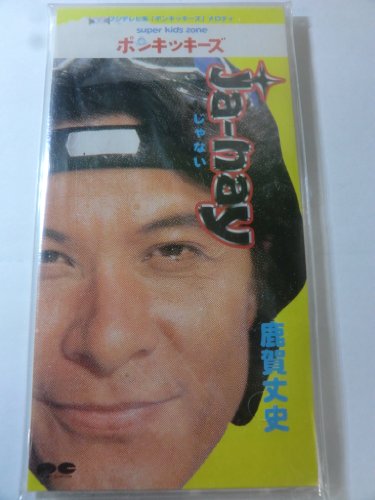 フジテレビ系「ポンキッキーズ」メロディ
super kids zone
ポンキッキーズ
ja-nay
じゃない
鹿賀丈史